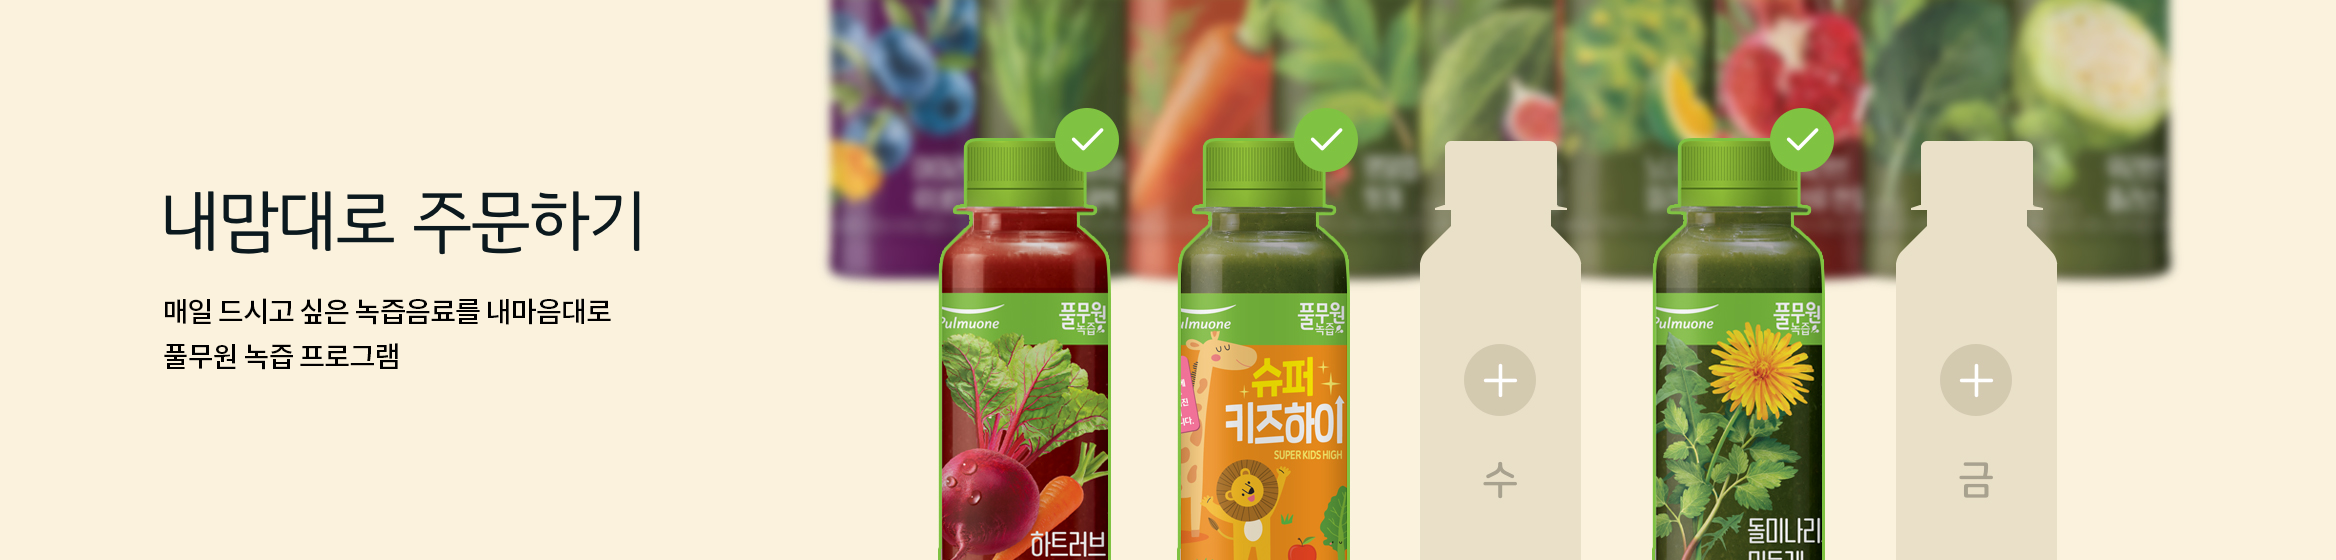 내맘대로 주문하기
매일 드시고 싶은 녹즙음료를 내마음대로
풀무원 녹즙 프로그램
Pulmuone
풀무원
녹즙
하트러브
ulmuone
풀무원
녹즙
슈퍼
키즈하이
SUPER KIDS HIGH
수
Pulmuone
풀무원
녹즙
돌미나리
금